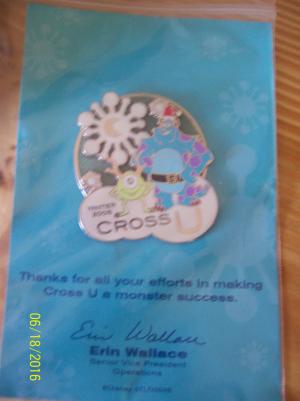 WINTER
2006
CROSS U
Thanks for all your efforts in making
Cross U a monster success.
Erin Wallace
Erin Wallace
Senior Vice President
Operations
06/18/2016